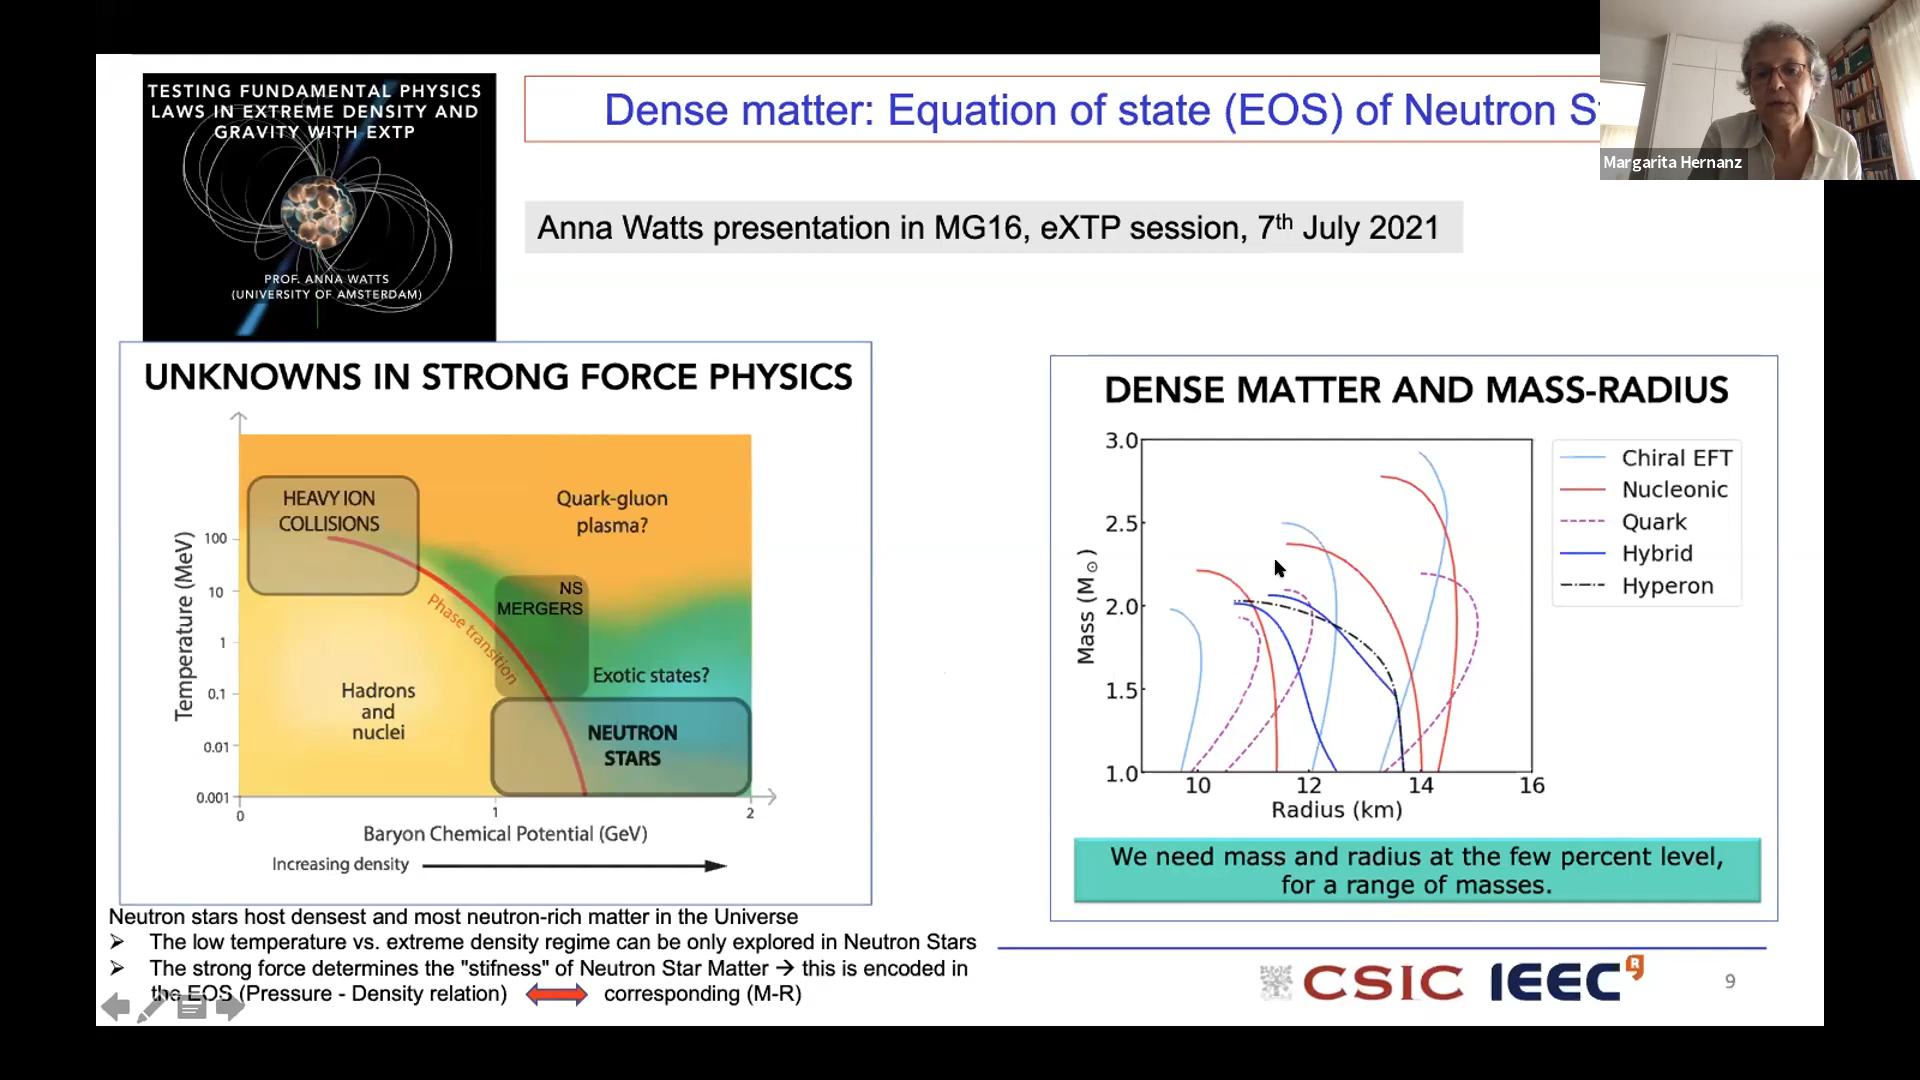 TESTING FUNDAMENTAL PHYSICS
LAWS IN EXTREME DENSITY AND
GRAVITY WITH EXTP
PROF. ANNA WATTS
(UNIVERSITY OF AMSTERDAM)
Dense matter: Equation of state (EOS) of Neutron S
Margarita Hernanz
Anna Watts presentation in MG16, eXTP session, 7th July 2021
UNKNOWNS IN STRONG FORCE PHYSICS
HEAVY ION
COLLISIONS
Quark-gluon
plasma?
NS
MERGERS
Phase transition
Exotic states?
Hadrons
and
nuclei
NEUTRON
STARS
Temperature (MeV)
100
10
1
0.1
0.01
0.001
0
1
2
Baryon Chemical Potential (GeV)
Increasing density
DENSE MATTER AND MASS-RADIUS
3.0
2.5
2.0
1.5
1.0
Mass (M☉)
10
12
14
16
Radius (km)
Chiral EFT
Nucleonic
Quark
Hybrid
Hyperon
We need mass and radius at the few percent level,
for a range of masses.
Neutron stars host densest and most neutron-rich matter in the Universe
➢ The low temperature vs. extreme density regime can be only explored in Neutron Stars
➢ The strong force determines the "stifness" of Neutron Star Matter → this is encoded in
the EOS (Pressure - Density relation) corresponding (M-R)
CSIC IEEC R
9